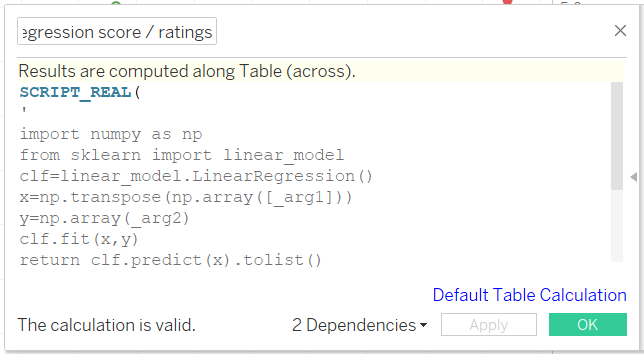 egression score / ratings
Results are computed along Table (across).
SCRIPT_REAL(
'
import numpy as np
from sklearn import linear_model
clf=linear_model.LinearRegression()
x=np.transpose(np.array([_arg1]))
y=np.array(_arg2)
clf.fit(x,y)
return clf.predict(x).tolist()
Default Table Calculation
The calculation is valid. 2 Dependencies Apply OK